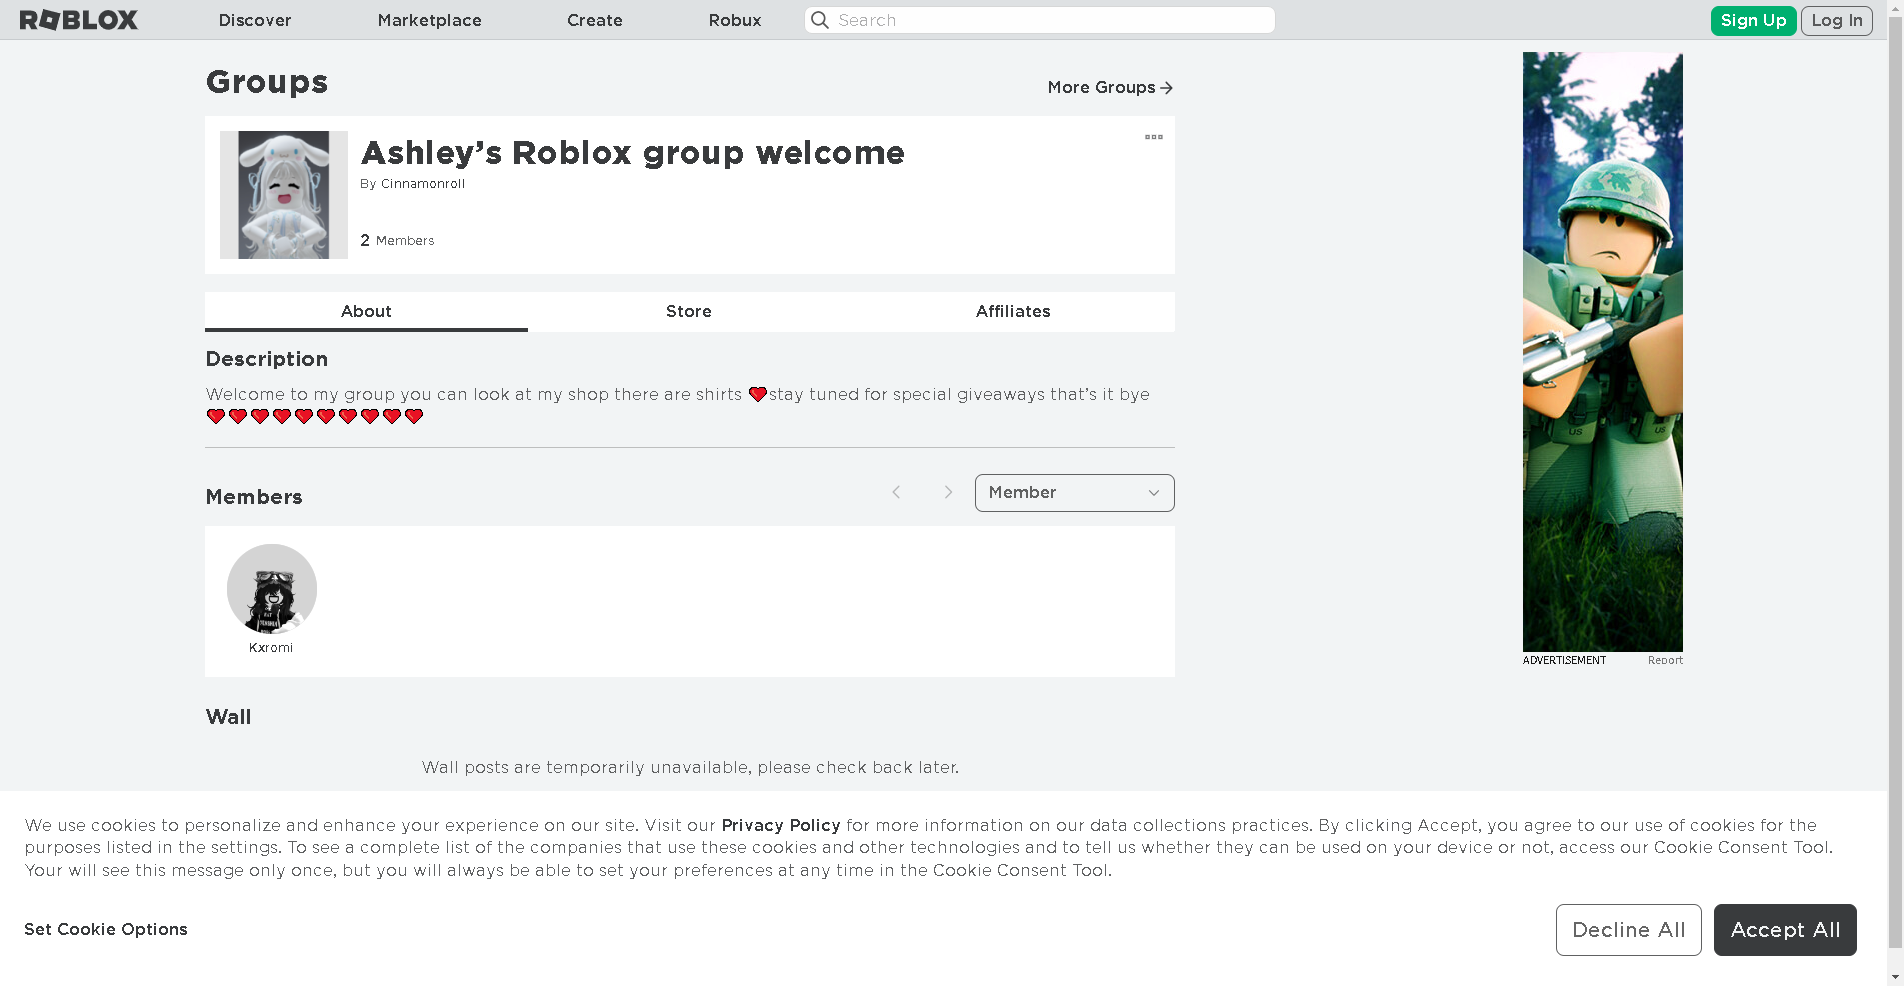 ROBLOX Discover Marketplace Create Robux Search Sign Up Log In
Groups
More Groups
Ashley’s Roblox group welcome
By Cinnamonroll
2 Members
About Store Affiliates
Description
Welcome to my group you can look at my shop there are shirts ❤️stay tuned for special giveaways that’s it bye
❤️❤️❤️❤️❤️❤️❤️❤️❤️❤️
Members
Member
Kxromi
Wall
Wall posts are temporarily unavailable, please check back later.
US US
ADVERTISEMENT Report
We use cookies to personalize and enhance your experience on our site. Visit our Privacy Policy for more information on our data collections practices. By clicking Accept, you agree to our use of cookies for the
purposes listed in the settings. To see a complete list of the companies that use these cookies and other technologies and to tell us whether they can be used on your device or not, access our Cookie Consent Tool.
Your will see this message only once, but you will always be able to set your preferences at any time in the Cookie Consent Tool.
Set Cookie Options
Decline All
Accept All